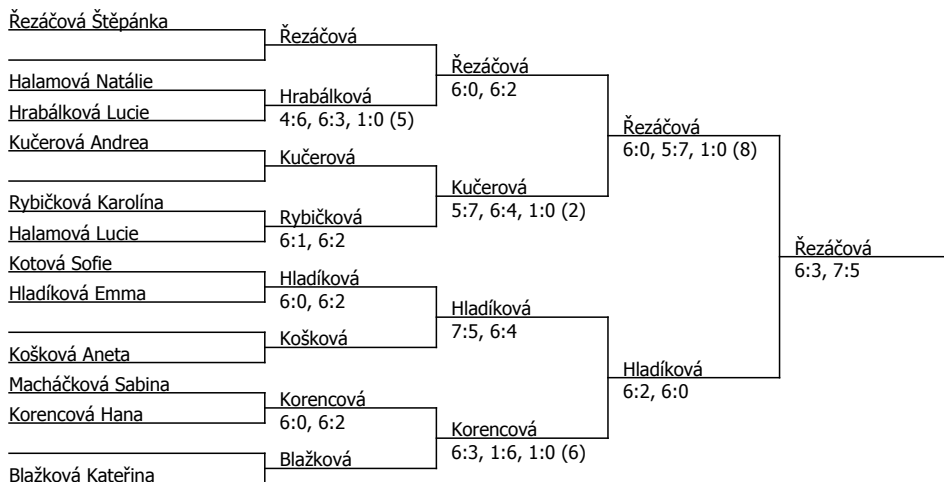 Řezáčová Štěpánka
Halamová Natálie
Hrabálková Lucie
Kučerová Andrea
Rybičková Karolína
Halamová Lucie
Kotová Sofie
Hladíková Emma
Košková Aneta
Macháčková Sabina
Korencová Hana
Blažková Kateřina
Řezáčová
Hrabálková
4:6, 6:3, 1:0 (5)
Kučerová
Rybičková
6:1, 6:2
Hladíková
6:0, 6:2
Košková
Korencová
6:0, 6:2
Blažková
Řezáčová
6:0, 6:2
Kučerová
5:7, 6:4, 1:0 (2)
Hladíková
7:5, 6:4
Korencová
6:3, 1:6, 1:0 (6)
Řezáčová
6:0, 5:7, 1:0 (8)
Hladíková
6:2, 6:0
Řezáčová
6:3, 7:5